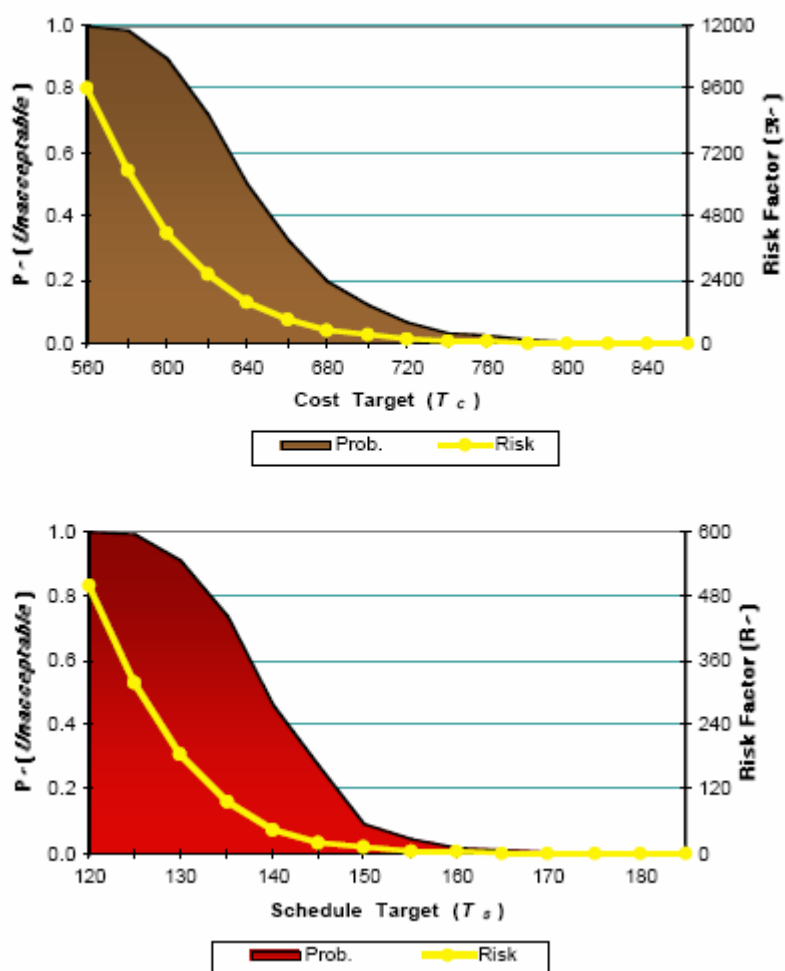 1.0 12000
0.8 9600
0.6 7200
0.4 4800
0.2 2400
0.0 0
P-(Unacceptable)
Risk Factor (ℜ-)
560 600 640 680 720 760 800 840
Cost Target (T c)
Prob. Risk
1.0 600
0.8 480
0.6 360
0.4 240
0.2 120
0.0 0
P-(Unacceptable)
Risk Factor (R-)
120 130 140 150 160 170 180
Schedule Target (T s)
Prob. Risk